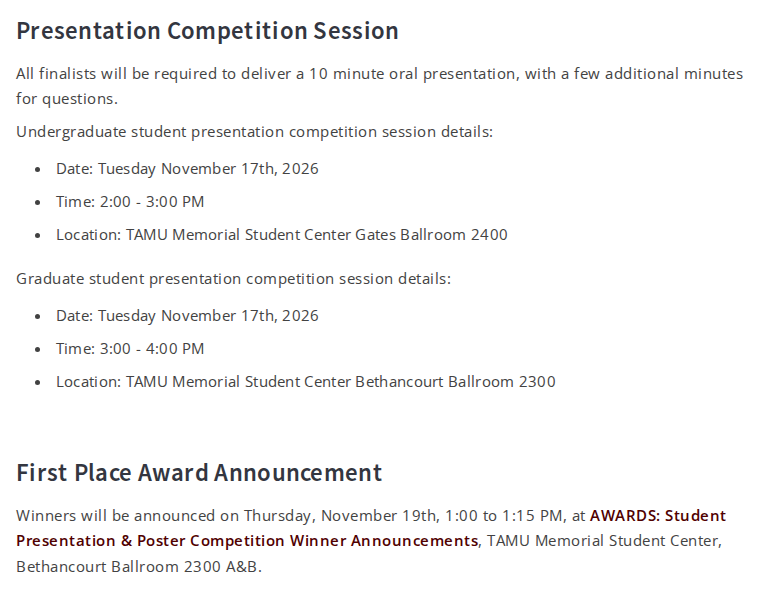 Presentation Competition Session
All finalists will be required to deliver a 10 minute oral presentation, with a few additional minutes
for questions.
Undergraduate student presentation competition session details:
• Date: Tuesday November 17th, 2026
• Time: 2:00 - 3:00 PM
• Location: TAMU Memorial Student Center Gates Ballroom 2400
Graduate student presentation competition session details:
• Date: Tuesday November 17th, 2026
• Time: 3:00 - 4:00 PM
• Location: TAMU Memorial Student Center Bethancourt Ballroom 2300
First Place Award Announcement
Winners will be announced on Thursday, November 19th, 1:00 to 1:15 PM, at AWARDS: Student
Presentation & Poster Competition Winner Announcements, TAMU Memorial Student Center,
Bethancourt Ballroom 2300 A&B.